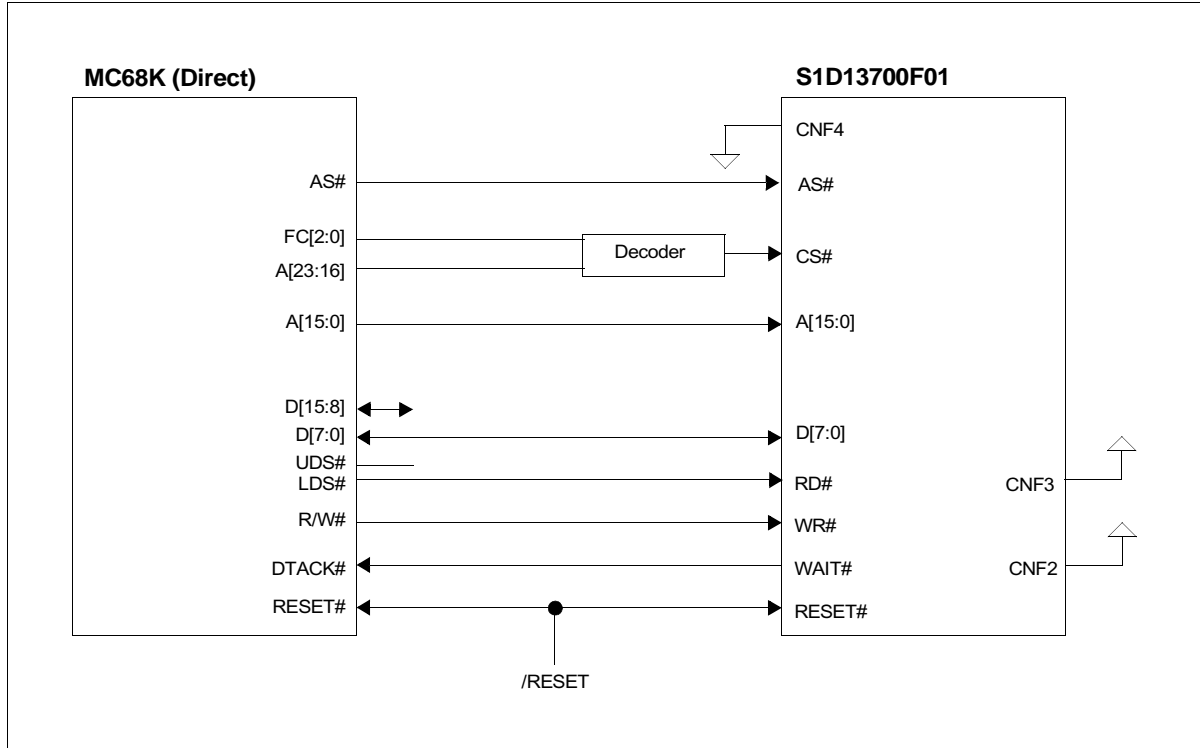 MC68K (Direct)
S1D13700F01
CNF4
AS#
AS#
FC[2:0]
Decoder
CS#
A[23:16]
A[15:0]
A[15:0]
D[15:8]
D[7:0]
D[7:0]
UDS#
LDS#
RD#
CNF3
R/W#
WR#
DTACK#
WAIT#
CNF2
RESET#
RESET#
/RESET